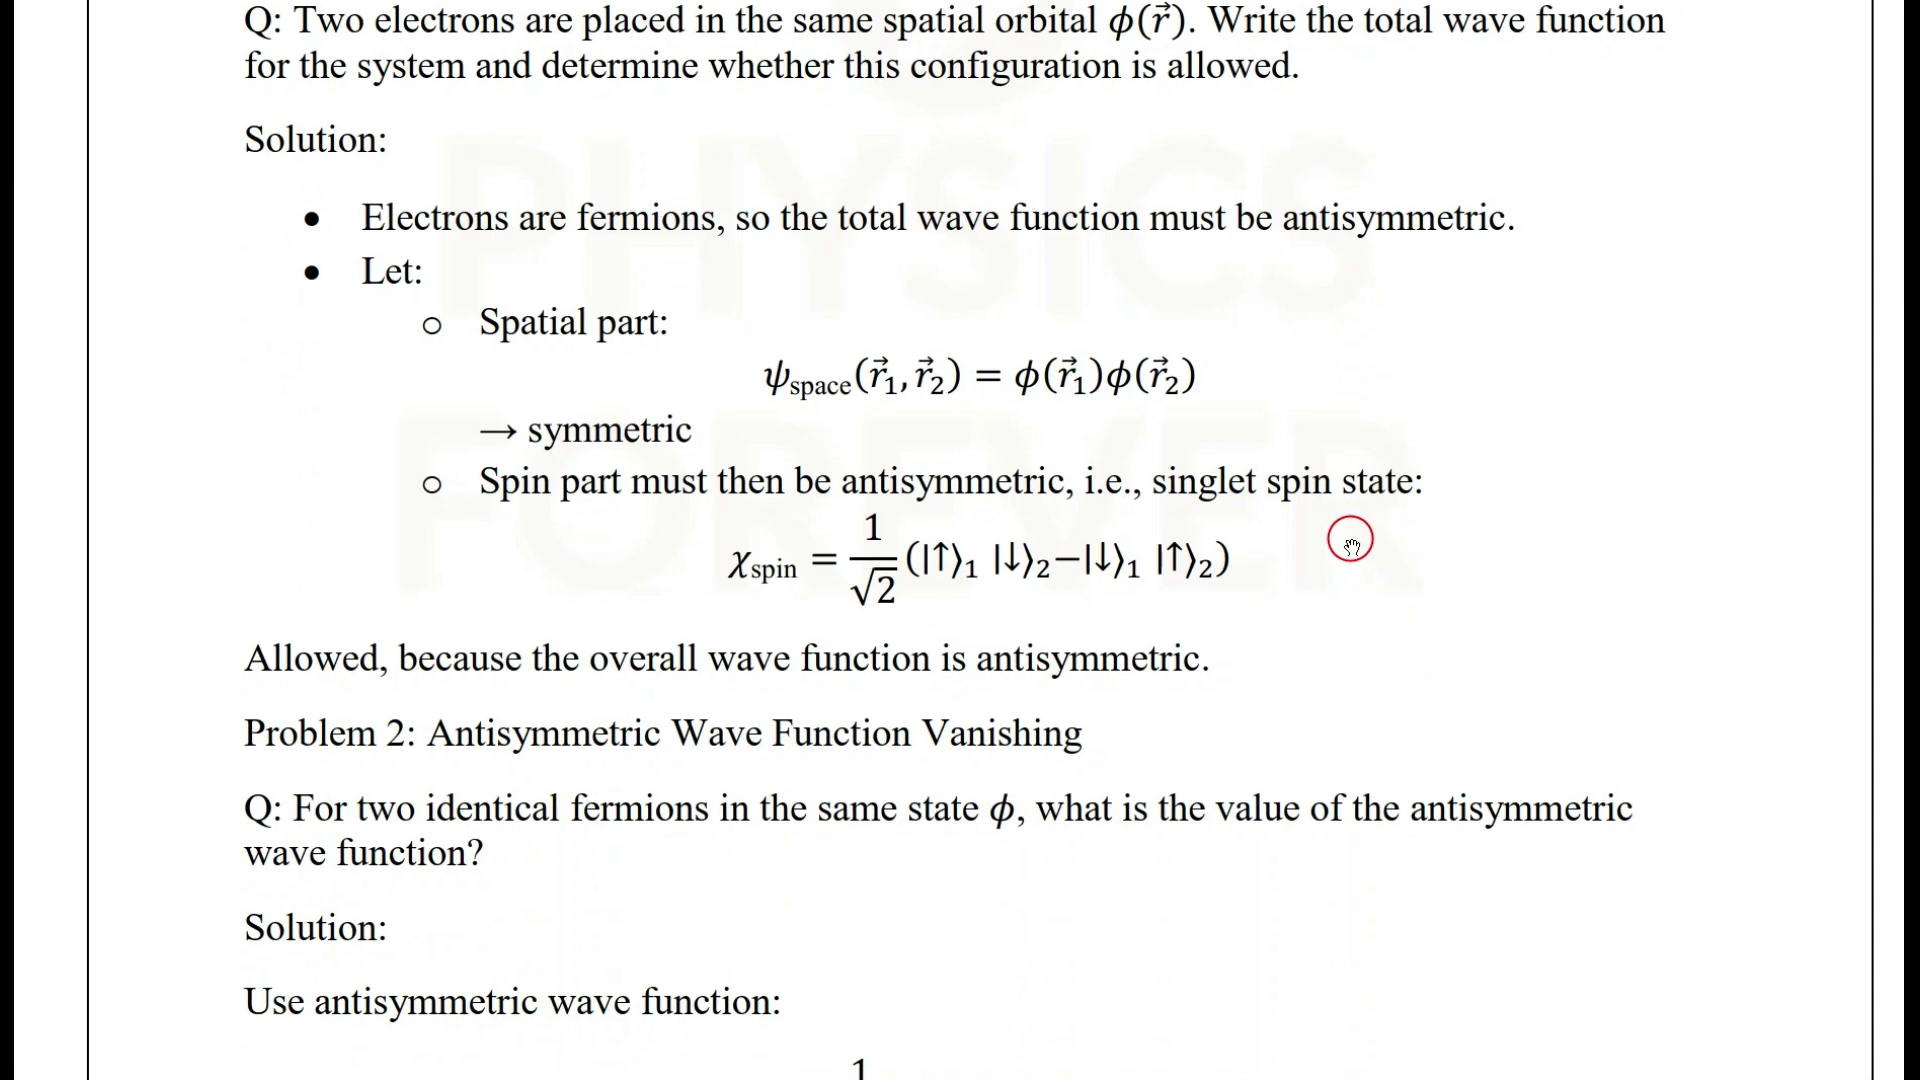 Q: Two electrons are placed in the same spatial orbital ϕ(r⃗). Write the total wave function
for the system and determine whether this configuration is allowed.
Solution:
• Electrons are fermions, so the total wave function must be antisymmetric.
• Let:
o Spatial part:
ψspace(r⃗₁, r⃗₂) = ϕ(r⃗₁)ϕ(r⃗₂)
→ symmetric
o Spin part must then be antisymmetric, i.e., singlet spin state:
χspin = 1/√2 (|↑⟩₁ |↓⟩₂−|↓⟩₁ |↑⟩₂)
Allowed, because the overall wave function is antisymmetric.
Problem 2: Antisymmetric Wave Function Vanishing
Q: For two identical fermions in the same state ϕ, what is the value of the antisymmetric
wave function?
Solution:
Use antisymmetric wave function:
1
PHYSICS
FOREVER